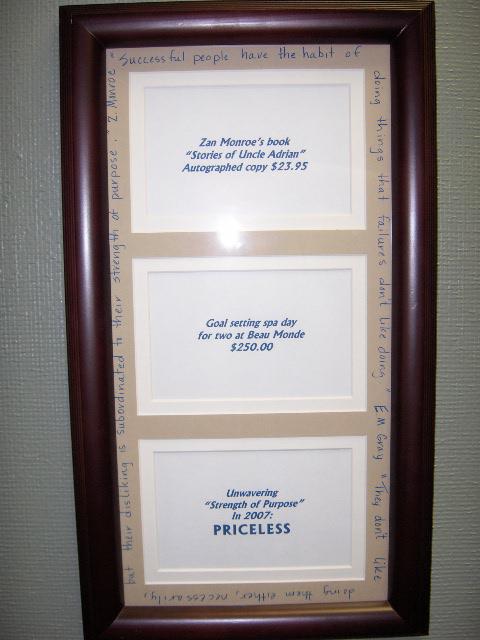 "Successful people have the habit of
doing things that failures don't like doing" E.M. Gray "They don't like
doing them either, necessarily,
but their disliking is subordinated to their strength of purpose." Z. Monroe
Zan Monroe's book
"Stories of Uncle Adrian"
Autographed copy $23.95
Goal setting spa day
for two at Beau Monde
$250.00
Unwavering
"Strength of Purpose"
in 2007:
PRICELESS